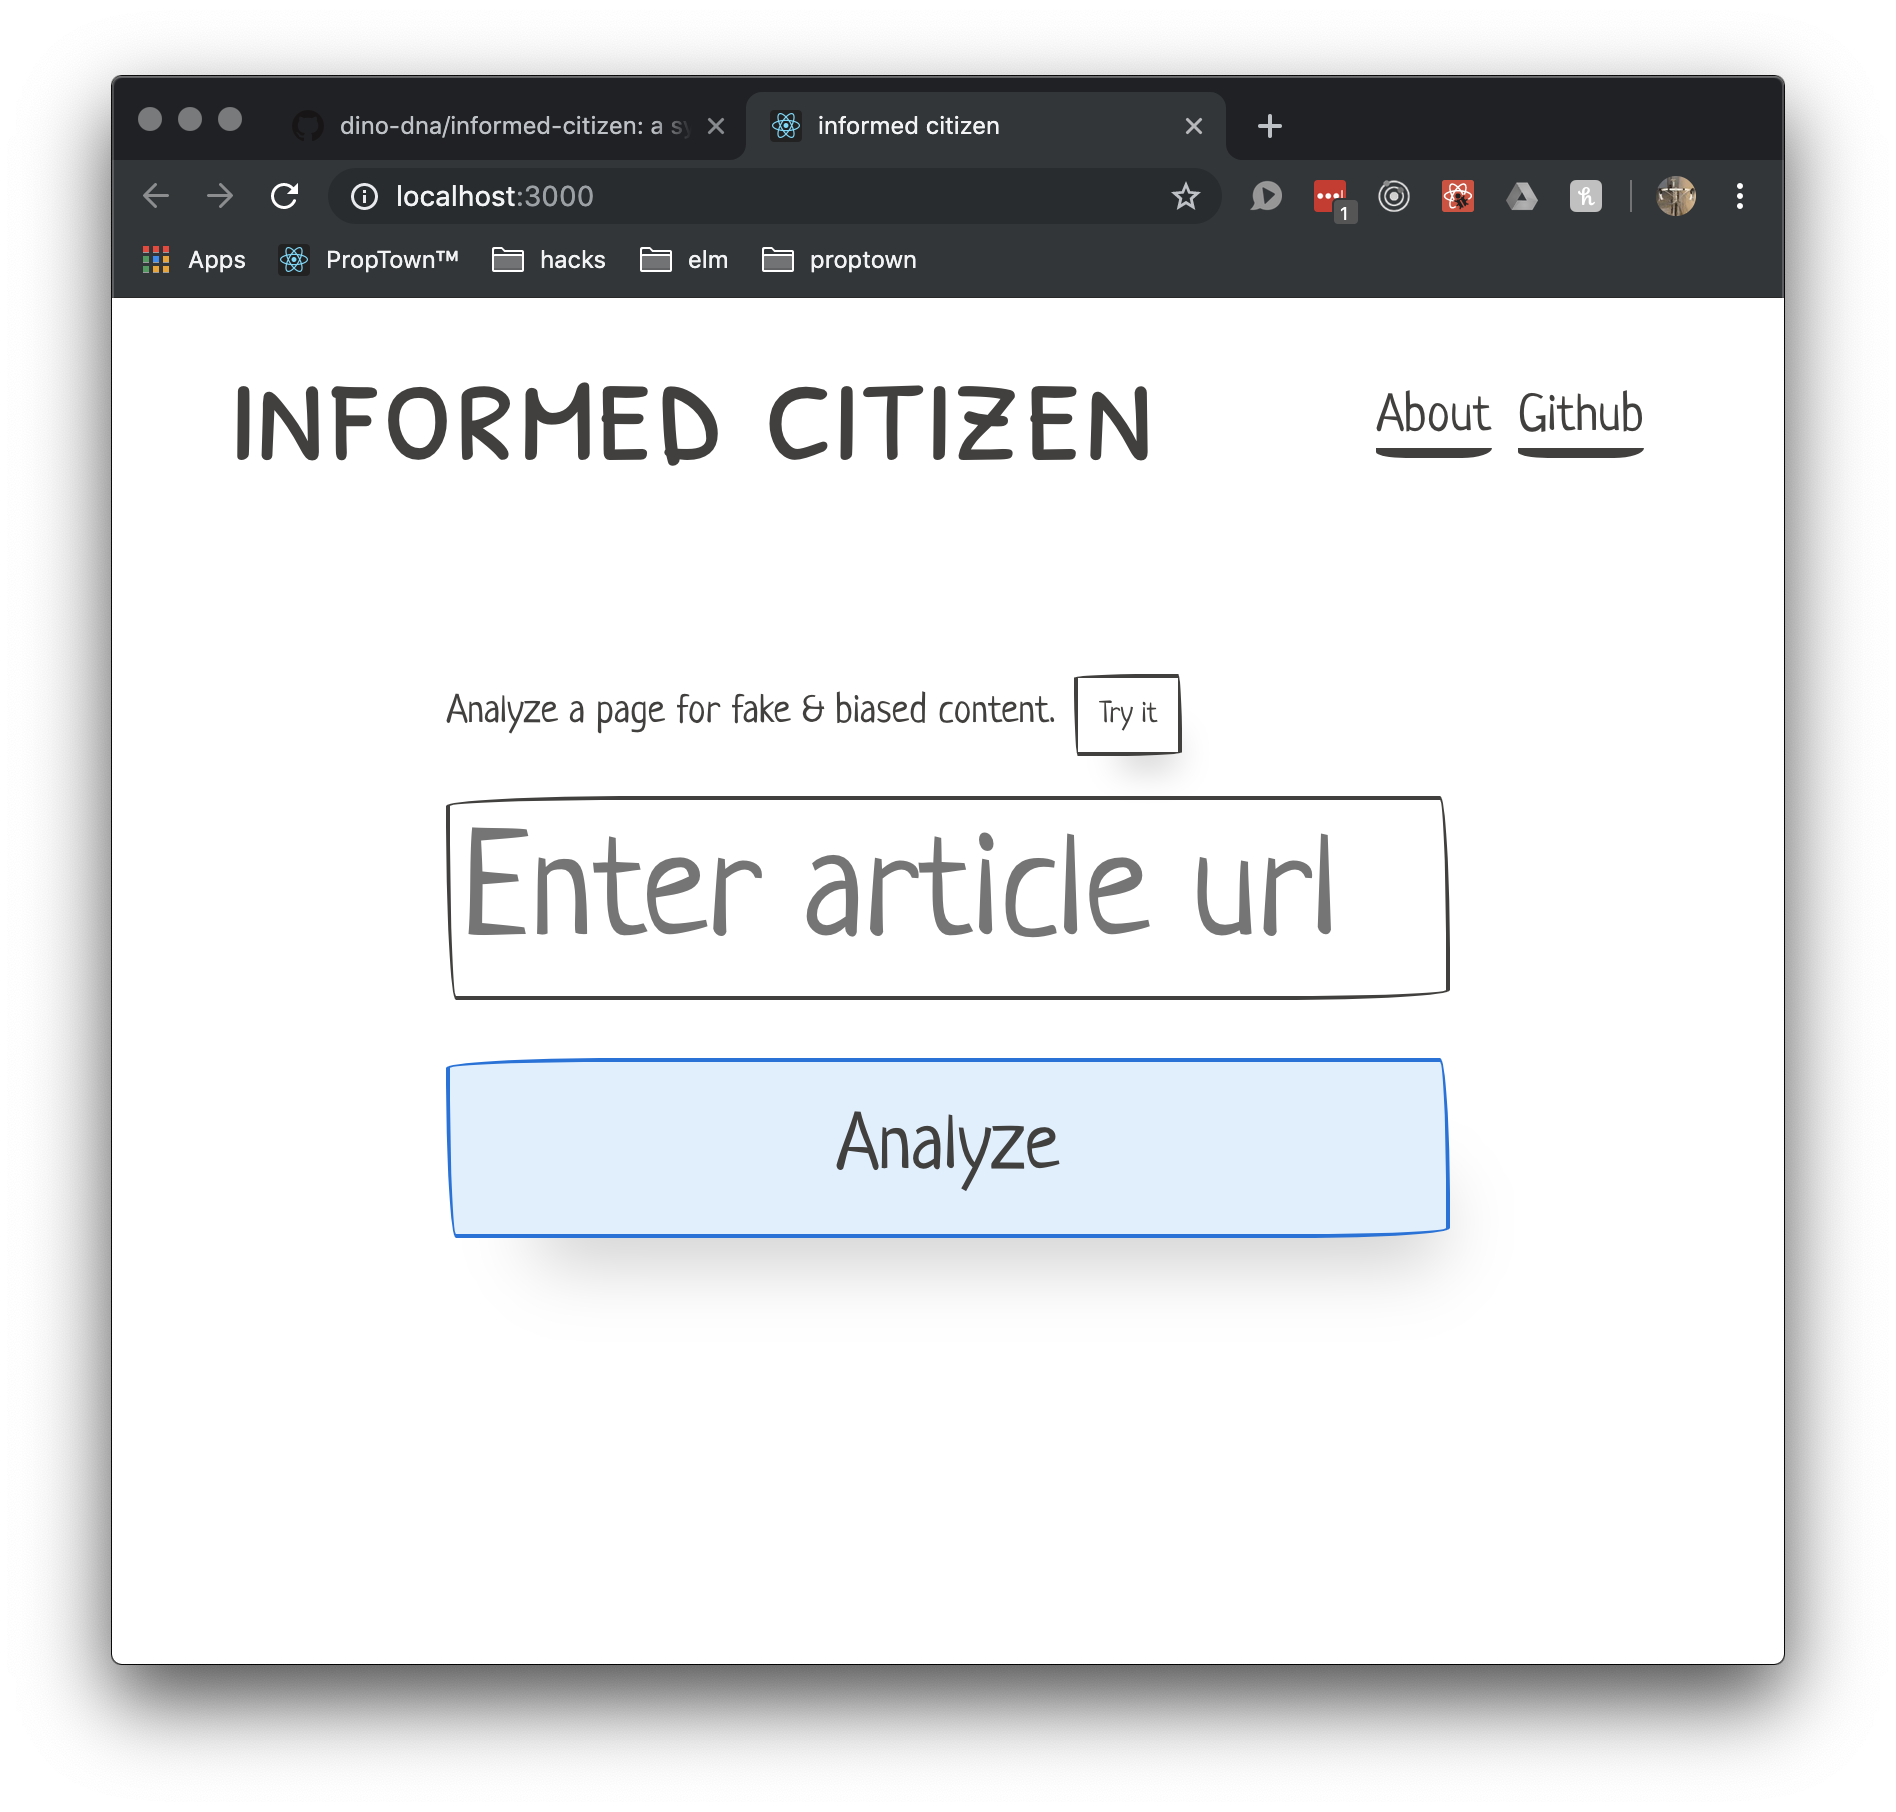 dino-dna/informed-citizen: a sy
informed citizen
localhost:3000
1
Apps
PropTown™
hacks
elm
proptown
INFORMED CITIZEN
About Github
Analyze a page for fake & biased content. Try it
Enter article url
Analyze